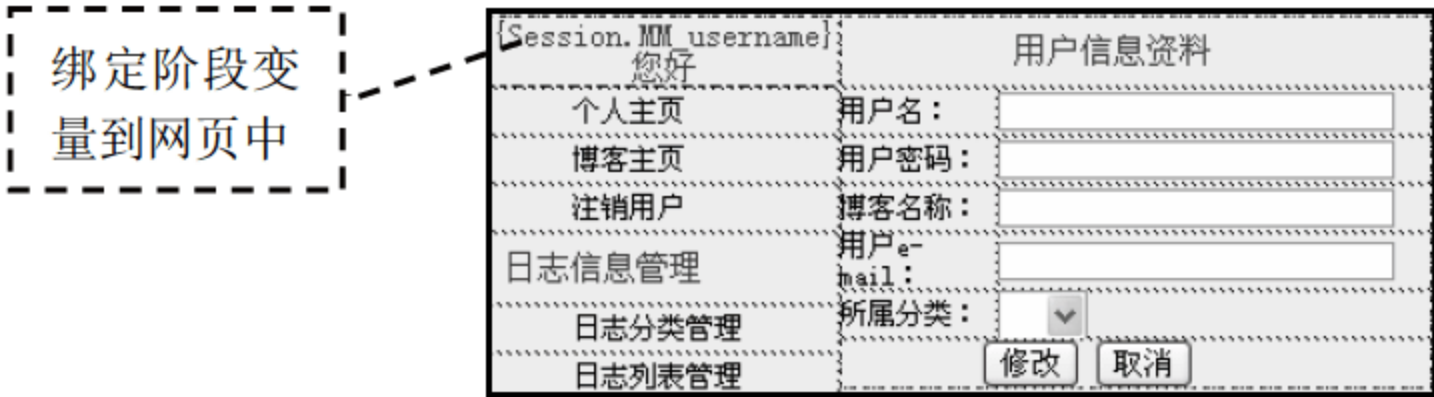 绑定阶段变
量到网页中
{Session.MM_username}
您好
个人主页
博客主页
注销用户
日志信息管理
日志分类管理
日志列表管理
用户信息资料
用户名：
用户密码：
博客名称：
用户e-
mail：
所属分类：
修改 取消